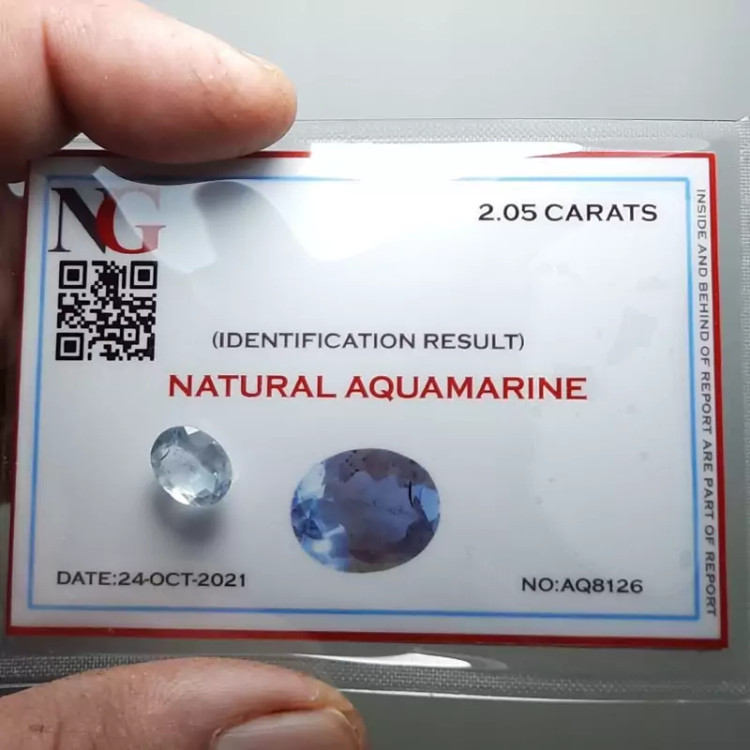 NG
2.05 CARATS
(IDENTIFICATION RESULT)
NATURAL AQUAMARINE
DATE:24-OCT-2021
NO:AQ8126
INSIDE AND BEHIND OF REPORT ARE PART OF REPORT